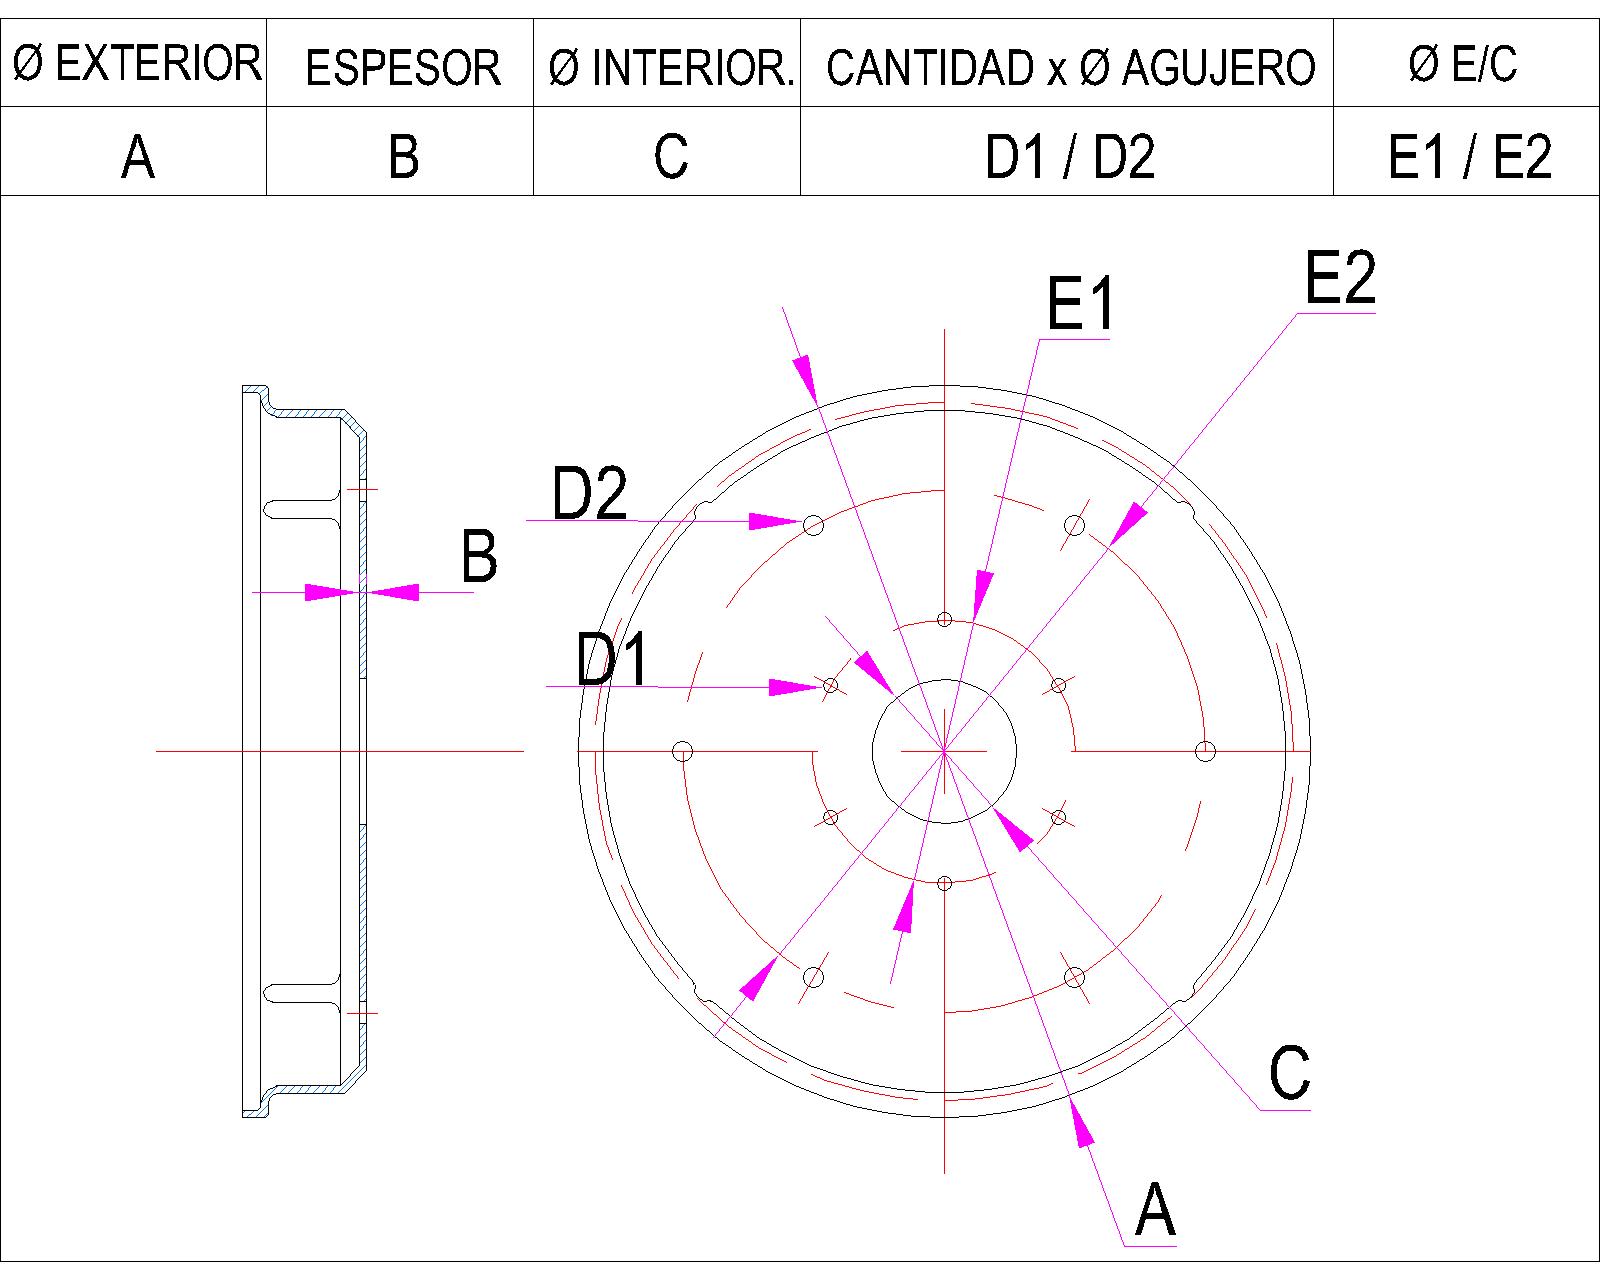 Ø EXTERIOR ESPESOR Ø INTERIOR. CANTIDAD x Ø AGUJERO Ø E/C
A B C D1 / D2 E1 / E2
E2
E1
D2
B
D1
C
A